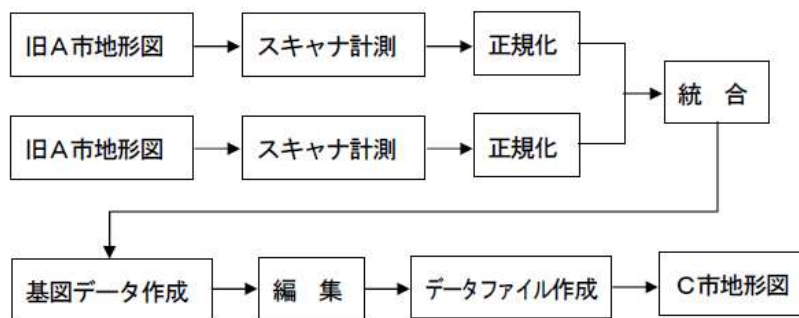 旧A市地形図
スキャナ計測
正規化
統 合
旧A市地形図
スキャナ計測
正規化
基図データ作成
編 集
データファイル作成
C市地形図